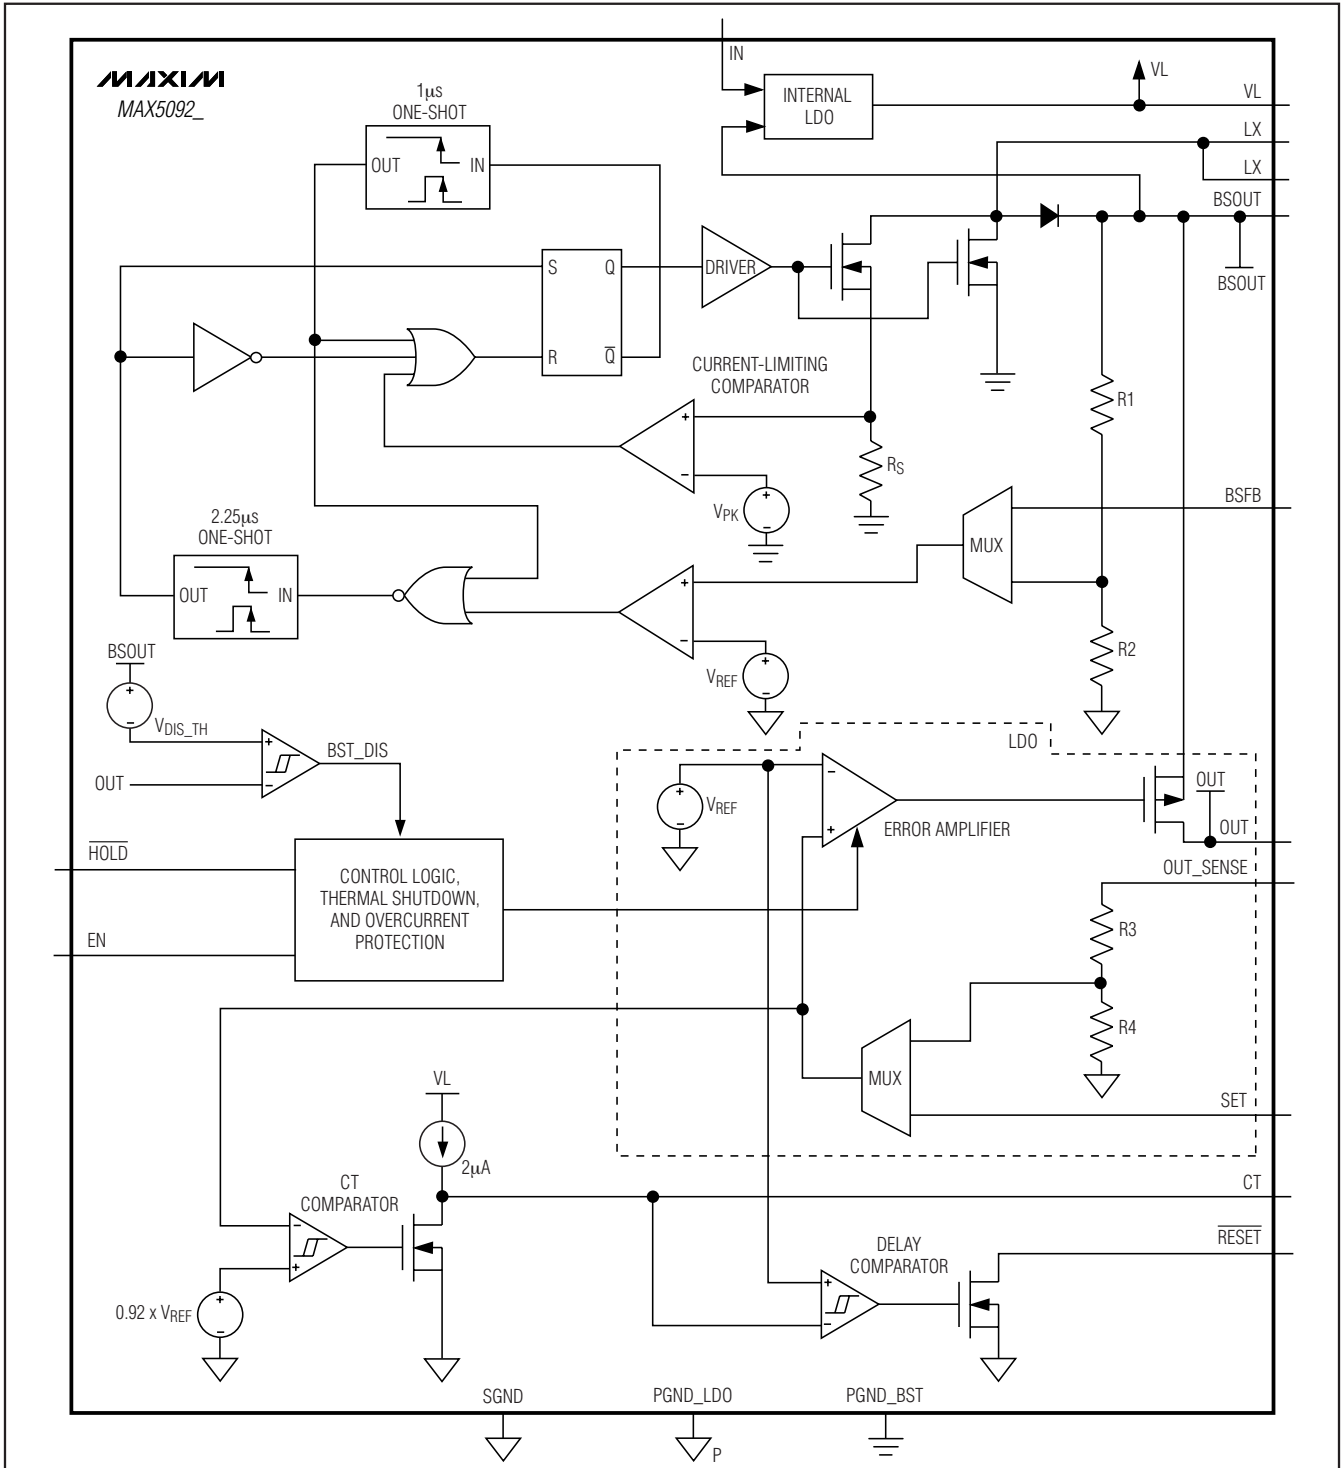 IN
MAXIM
MAX5092_
1µs
ONE-SHOT
OUT
IN
INTERNAL
LDO
VL
VL
LX
LX
BSOUT
BSOUT
S
Q
R
Q̅
DRIVER
CURRENT-LIMITING
COMPARATOR
+
−
VPK
+
−
RS
R1
BSFB
MUX
2.25µs
ONE-SHOT
OUT
IN
+
−
VREF
+
−
R2
BSOUT
+
−
VDIS_TH
+
−
OUT
BST_DIS
LDO
VREF
+
−
−
+
ERROR AMPLIFIER
OUT
OUT
HOLD
EN
CONTROL LOGIC,
THERMAL SHUTDOWN,
AND OVERCURRENT
PROTECTION
OUT_SENSE
R3
R4
MUX
SET
VL
2µA
CT
COMPARATOR
−
+
0.92 x VREF
+
−
CT
RESET
DELAY
COMPARATOR
+
−
SGND
PGND_LDO
P
PGND_BST